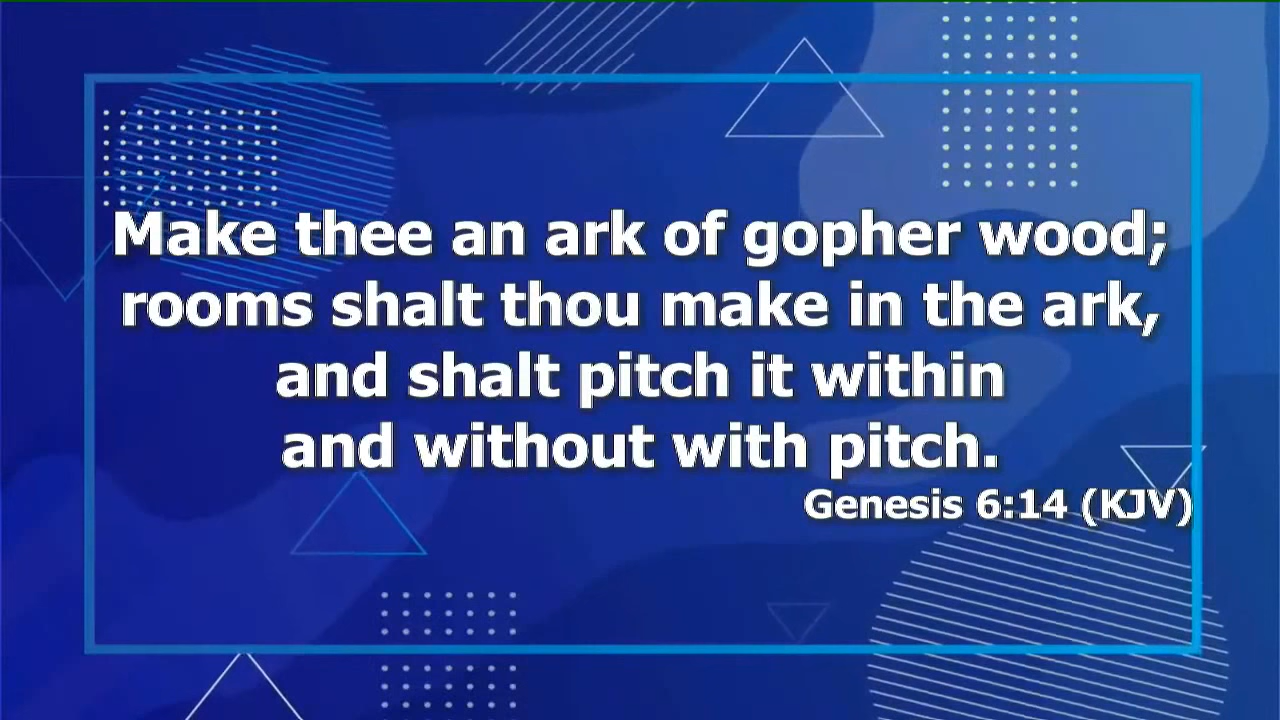 Make thee an ark of gopher wood;
rooms shalt thou make in the ark,
and shalt pitch it within
and without with pitch.
Genesis 6:14 (KJV)